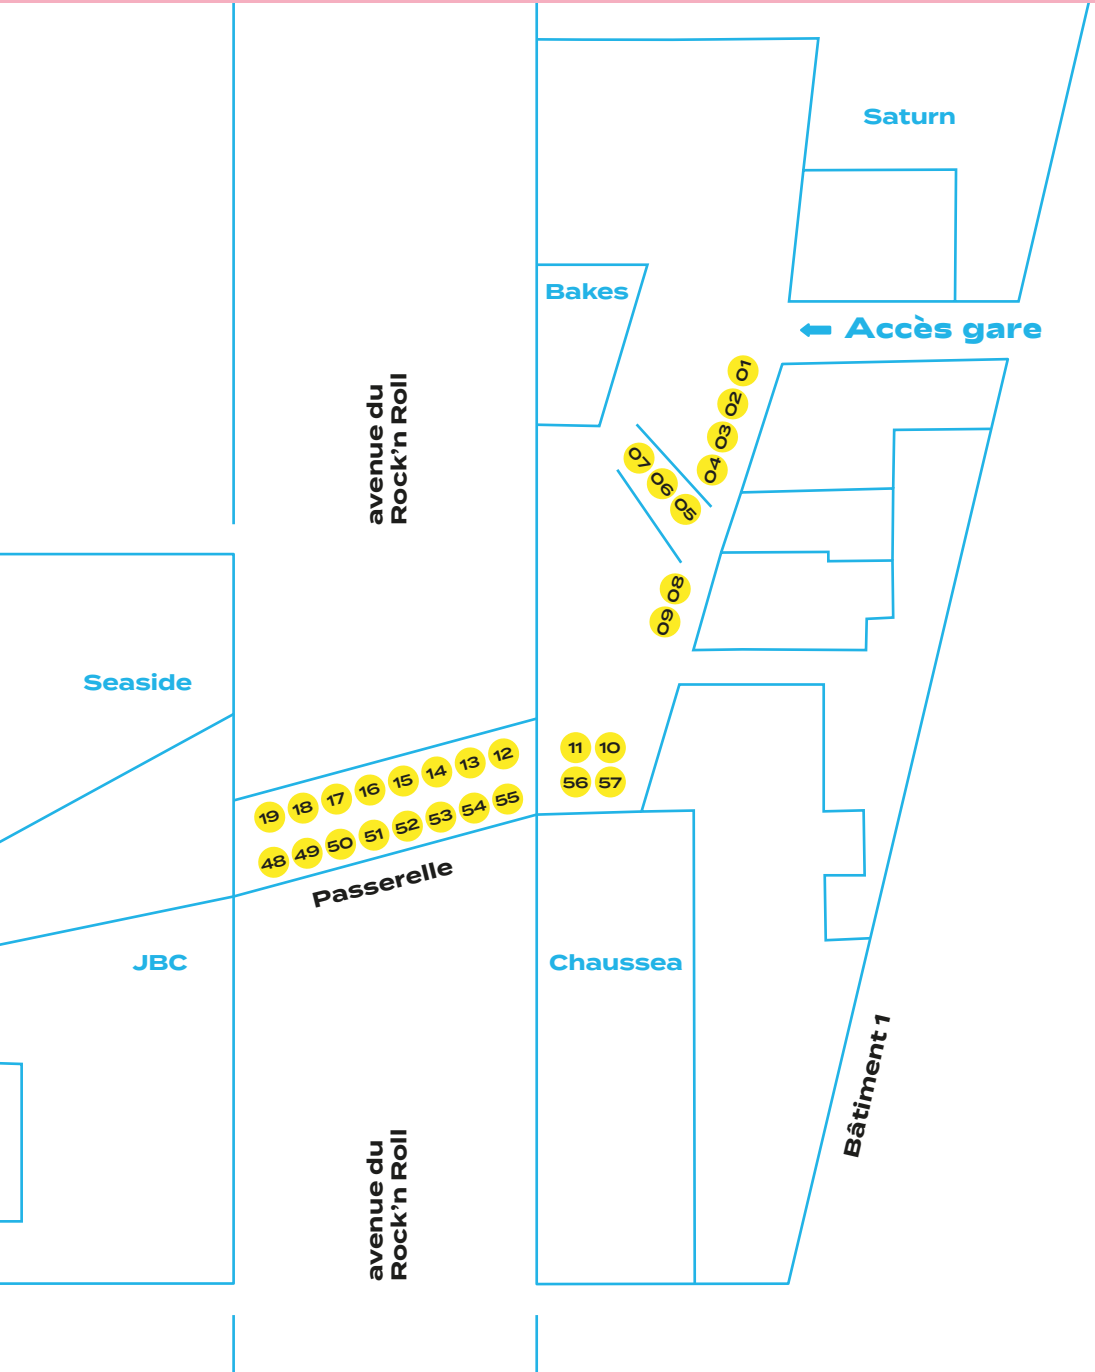 Saturn
Bakes
Accès gare
01
02
03
04
07
06
05
08
09
avenue du
Rock’n Roll
Seaside
11 10
56 57
19 18 17 16 15 14 13 12
48 49 50 51 52 53 54 55
Passerelle
JBC
Chaussea
Bâtiment 1
avenue du
Rock’n Roll